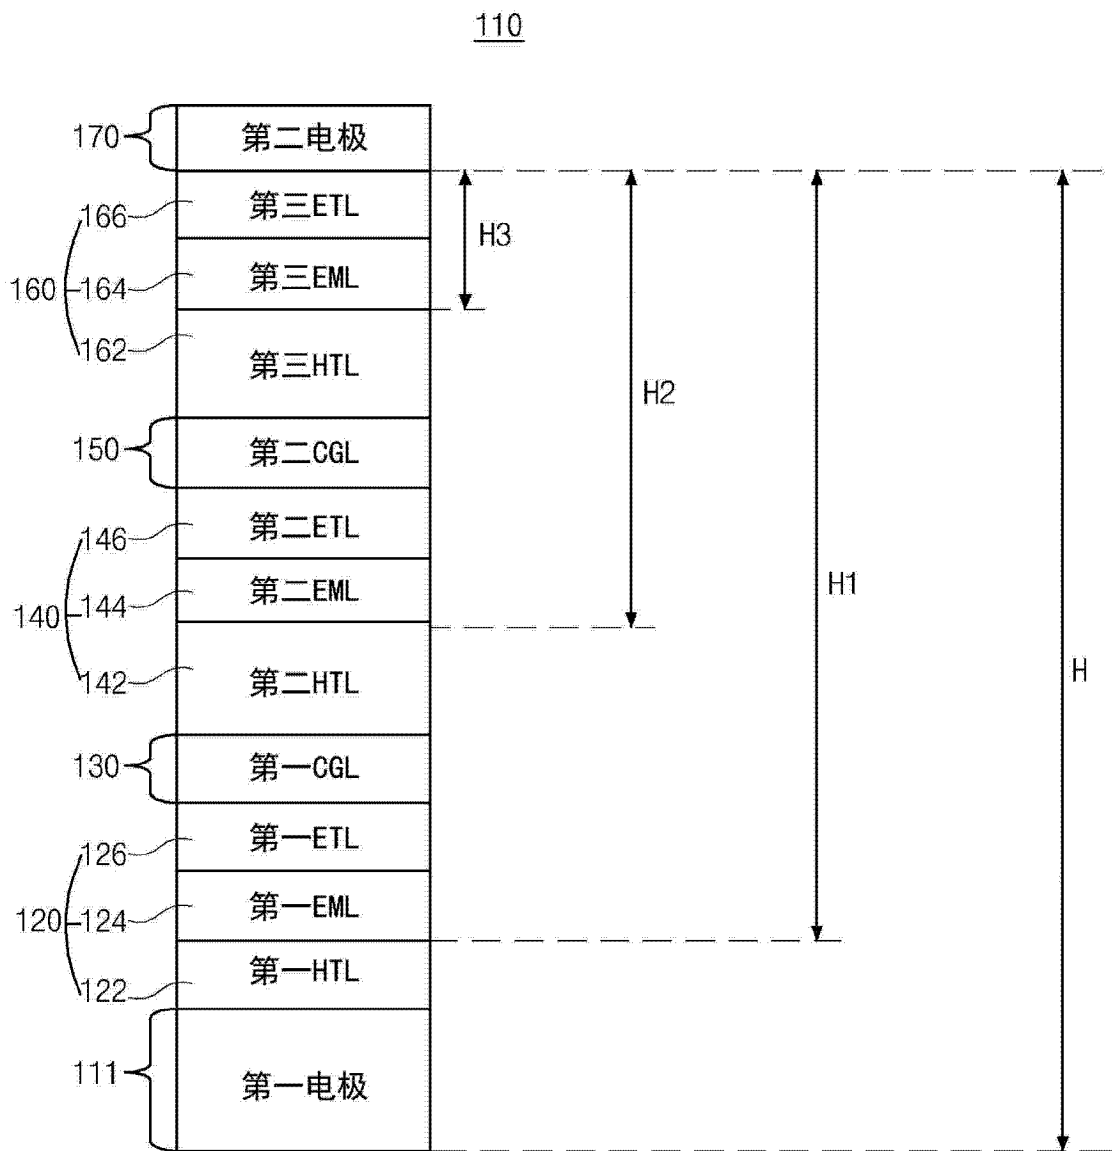 110
170 第二电极
166 第三ETL
H3
160 164 第三EML
162 第三HTL
H2
150 第二CGL
146 第二ETL
H1
140 144 第二EML
142 第二HTL
H
130 第一CGL
126 第一ETL
120 124 第一EML
122 第一HTL
111 第一电极